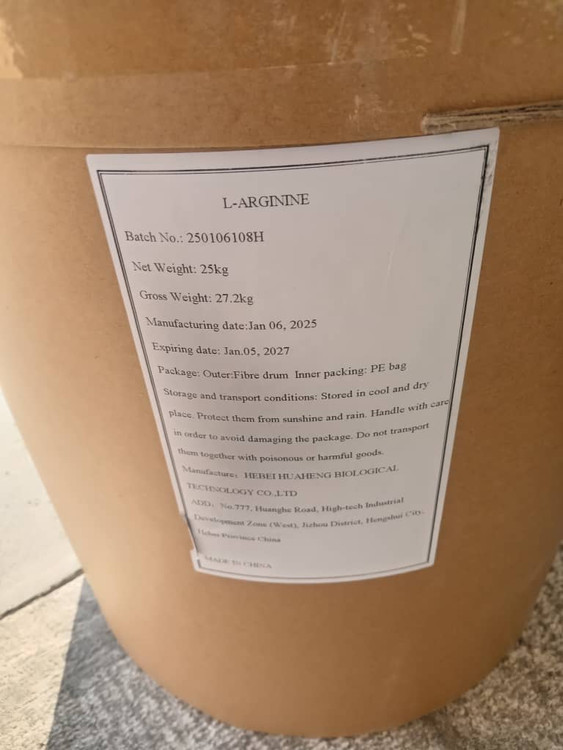 L-ARGININE
Batch No.: 250106108H
Net Weight: 25kg
Gross Weight: 27.2kg
Manufacturing date:Jan 06, 2025
Expiring date: Jan.05, 2027
Package: Outer:Fibre drum Inner packing: PE bag
Storage and transport conditions: Stored in cool and dry
place. Protect them from sunshine and rain. Handle with care
in order to avoid damaging the package. Do not transport
them together with poisonous or harmful goods.
Manufacture: HEBEI HUAHENG BIOLOGICAL
TECHNOLOGY CO.,LTD
ADD: No.777, Huanghe Road, High-tech Industrial
Development Zone (West), Jizhou District, Hengshui City,
Hebei Province China
MADE IN CHINA